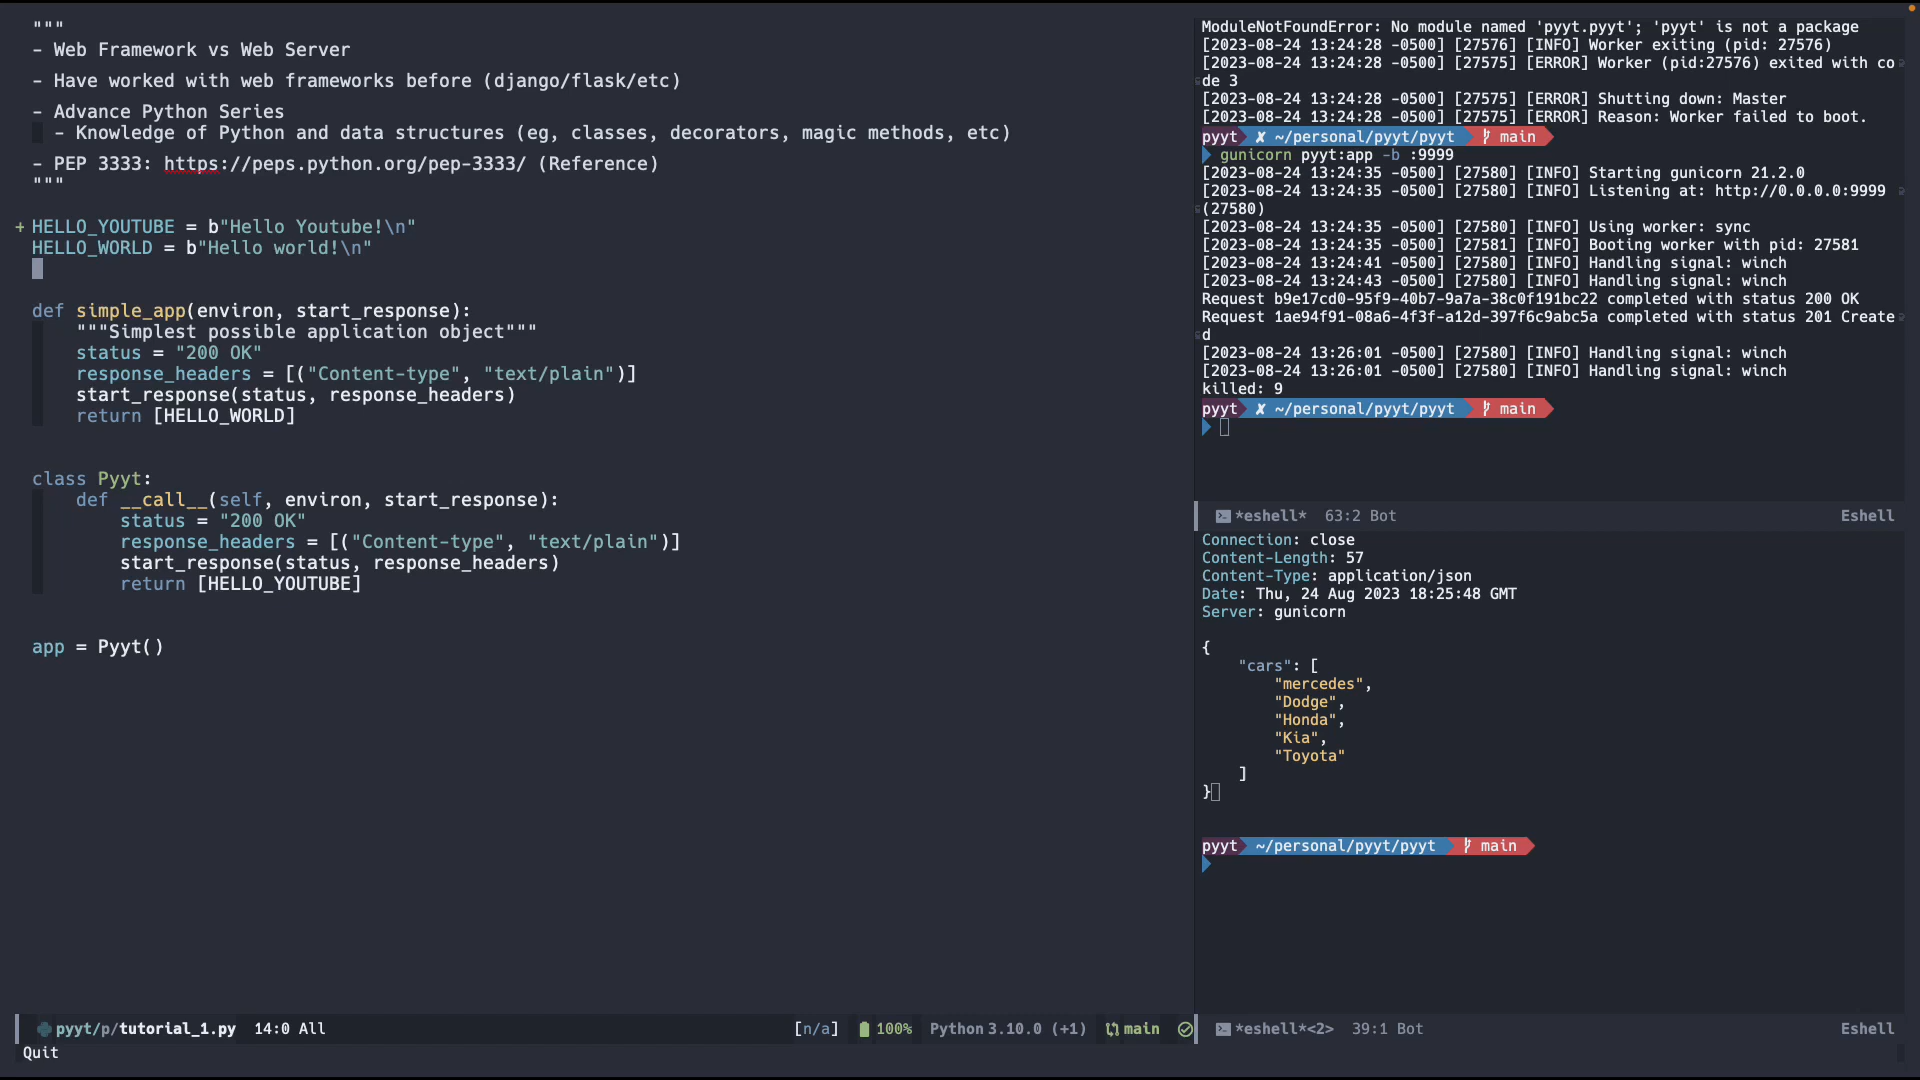 """
- Web Framework vs Web Server
- Have worked with web frameworks before (django/flask/etc)
- Advance Python Series
- Knowledge of Python and data structures (eg, classes, decorators, magic methods, etc)
- PEP 3333: https://peps.python.org/pep-3333/ (Reference)
"""
+ HELLO_YOUTUBE = b"Hello Youtube!\n"
HELLO_WORLD = b"Hello world!\n"
def simple_app(environ, start_response):
"""Simplest possible application object"""
status = "200 OK"
response_headers = [("Content-type", "text/plain")]
start_response(status, response_headers)
return [HELLO_WORLD]
class Pyyt:
def __call__(self, environ, start_response):
status = "200 OK"
response_headers = [("Content-type", "text/plain")]
start_response(status, response_headers)
return [HELLO_YOUTUBE]
app = Pyyt()
pyyt/p/tutorial_1.py 14:0 All [n/a] 100% Python 3.10.0 (+1) main
Quit
ModuleNotFoundError: No module named 'pyyt.pyyt'; 'pyyt' is not a package
[2023-08-24 13:24:28 -0500] [27576] [INFO] Worker exiting (pid: 27576)
[2023-08-24 13:24:28 -0500] [27575] [ERROR] Worker (pid:27576) exited with co
de 3
[2023-08-24 13:24:28 -0500] [27575] [ERROR] Shutting down: Master
[2023-08-24 13:24:28 -0500] [27575] [ERROR] Reason: Worker failed to boot.
pyyt ✘ ~/personal/pyyt/pyyt main
gunicorn pyyt:app -b :9999
[2023-08-24 13:24:35 -0500] [27580] [INFO] Starting gunicorn 21.2.0
[2023-08-24 13:24:35 -0500] [27580] [INFO] Listening at: http://0.0.0.0:9999
(27580)
[2023-08-24 13:24:35 -0500] [27580] [INFO] Using worker: sync
[2023-08-24 13:24:35 -0500] [27581] [INFO] Booting worker with pid: 27581
[2023-08-24 13:24:41 -0500] [27580] [INFO] Handling signal: winch
[2023-08-24 13:24:43 -0500] [27580] [INFO] Handling signal: winch
Request b9e17cd0-95f9-40b7-9a7a-38c0f191bc22 completed with status 200 OK
Request 1ae94f91-08a6-4f3f-a12d-397f6c9abc5a completed with status 201 Create
d
[2023-08-24 13:26:01 -0500] [27580] [INFO] Handling signal: winch
[2023-08-24 13:26:01 -0500] [27580] [INFO] Handling signal: winch
killed: 9
pyyt ✘ ~/personal/pyyt/pyyt main
*eshell* 63:2 Bot Eshell
Connection: close
Content-Length: 57
Content-Type: application/json
Date: Thu, 24 Aug 2023 18:25:48 GMT
Server: gunicorn
{
"cars": [
"mercedes",
"Dodge",
"Honda",
"Kia",
"Toyota"
]
}
pyyt ~/personal/pyyt/pyyt main
*eshell*<2> 39:1 Bot Eshell